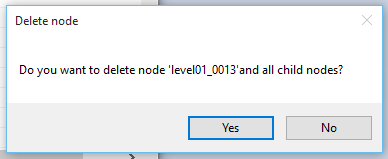 Delete node
Do you want to delete node 'level01_0013'and all child nodes?
Yes
No